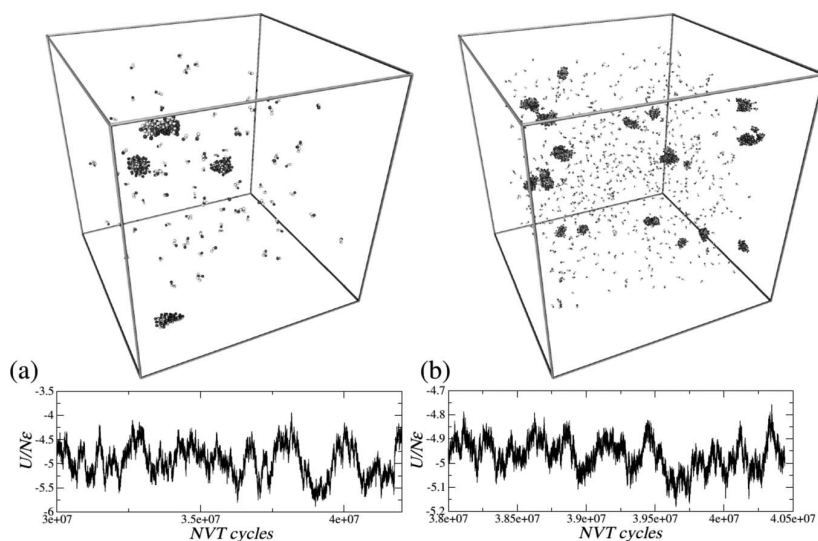 (a)
(b)
-3.5
-4
-4.5
-5
-5.5
-6
U/Nε
3e+07
3.5e+07
4e+07
NVT cycles
-4.7
-4.8
-4.9
-5
-5.1
-5.2
U/Nε
3.8e+07
3.85e+07
3.9e+07
3.95e+07
4e+07
4.05e+07
NVT cycles